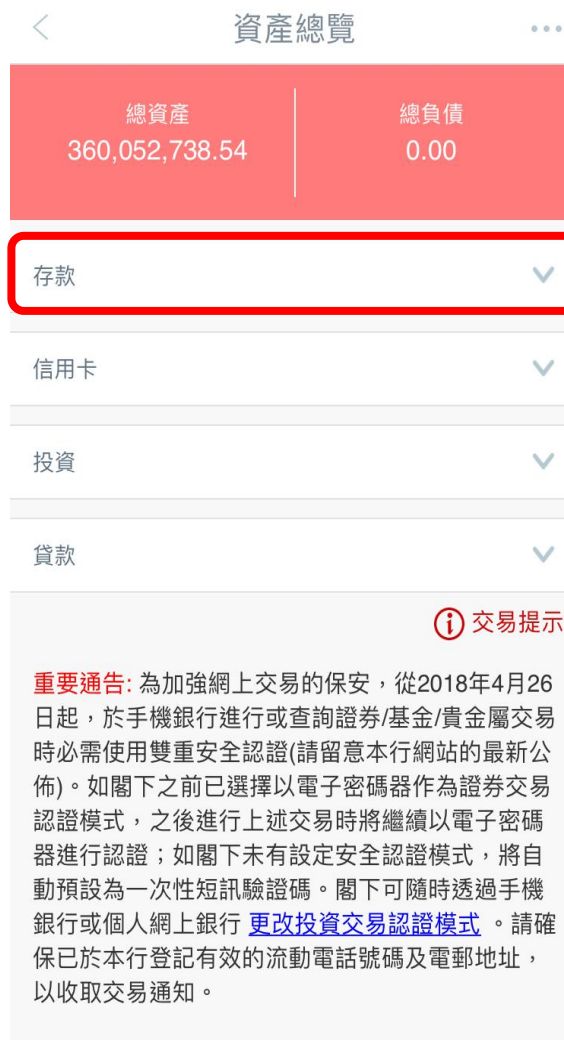 資產總覽
總資產
總負債
360,052,738.54
0.00
存款
信用卡
投資
貸款
交易提示
重要通告: 為加強網上交易的保安，從2018年4月26
日起，於手機銀行進行或查詢證券/基金/貴金屬交易
時必需使用雙重安全認證(請留意本行網站的最新公
佈)。如閣下之前已選擇以電子密碼器作為證券交易
認證模式，之後進行上述交易時將繼續以電子密碼
器進行認證；如閣下未有設定安全認證模式，將自
動預設為一次性短訊驗證碼。閣下可隨時透過手機
銀行或個人網上銀行 更改投資交易認證模式 。請確
保已於本行登記有效的流動電話號碼及電郵地址，
以收取交易通知。